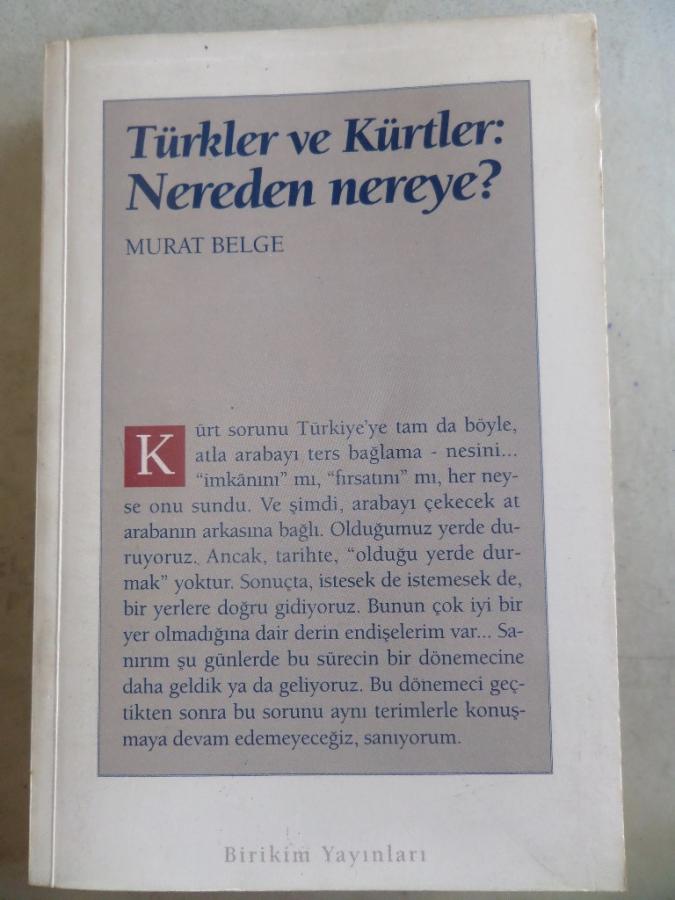 Türkler ve Kürtler:
Nereden nereye?
MURAT BELGE
Kürt sorunu Türkiye'ye tam da böyle,
atla arabayı ters bağlama - nesini...
"imkânını" mı, "fırsatını" mı, her ney-
se onu sundu. Ve şimdi, arabayı çekecek at
arabanın arkasına bağlı. Olduğumuz yerde du-
ruyoruz. Ancak, tarihte, "olduğu yerde dur-
mak" yoktur. Sonuçta, istesek de istemesek de,
bir yerlere doğru gidiyoruz. Bunun çok iyi bir
yer olmadığına dair derin endişelerim var... Sa-
nırım şu günlerde bu sürecin bir dönemecine
daha geldik ya da geliyoruz. Bu dönemeci geç-
tikten sonra bu sorunu aynı terimlerle konuş-
maya devam edemeyeceğiz, sanıyorum.
Birikim Yayınları